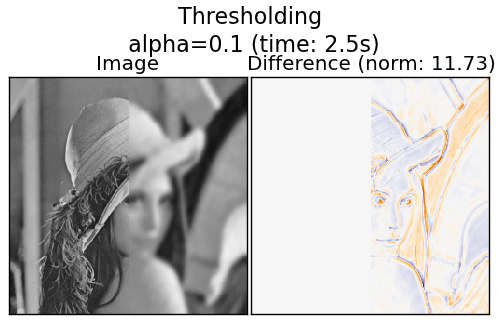 Thresholding
alpha=0.1 (time: 2.5s)
Image
Difference (norm: 11.73)